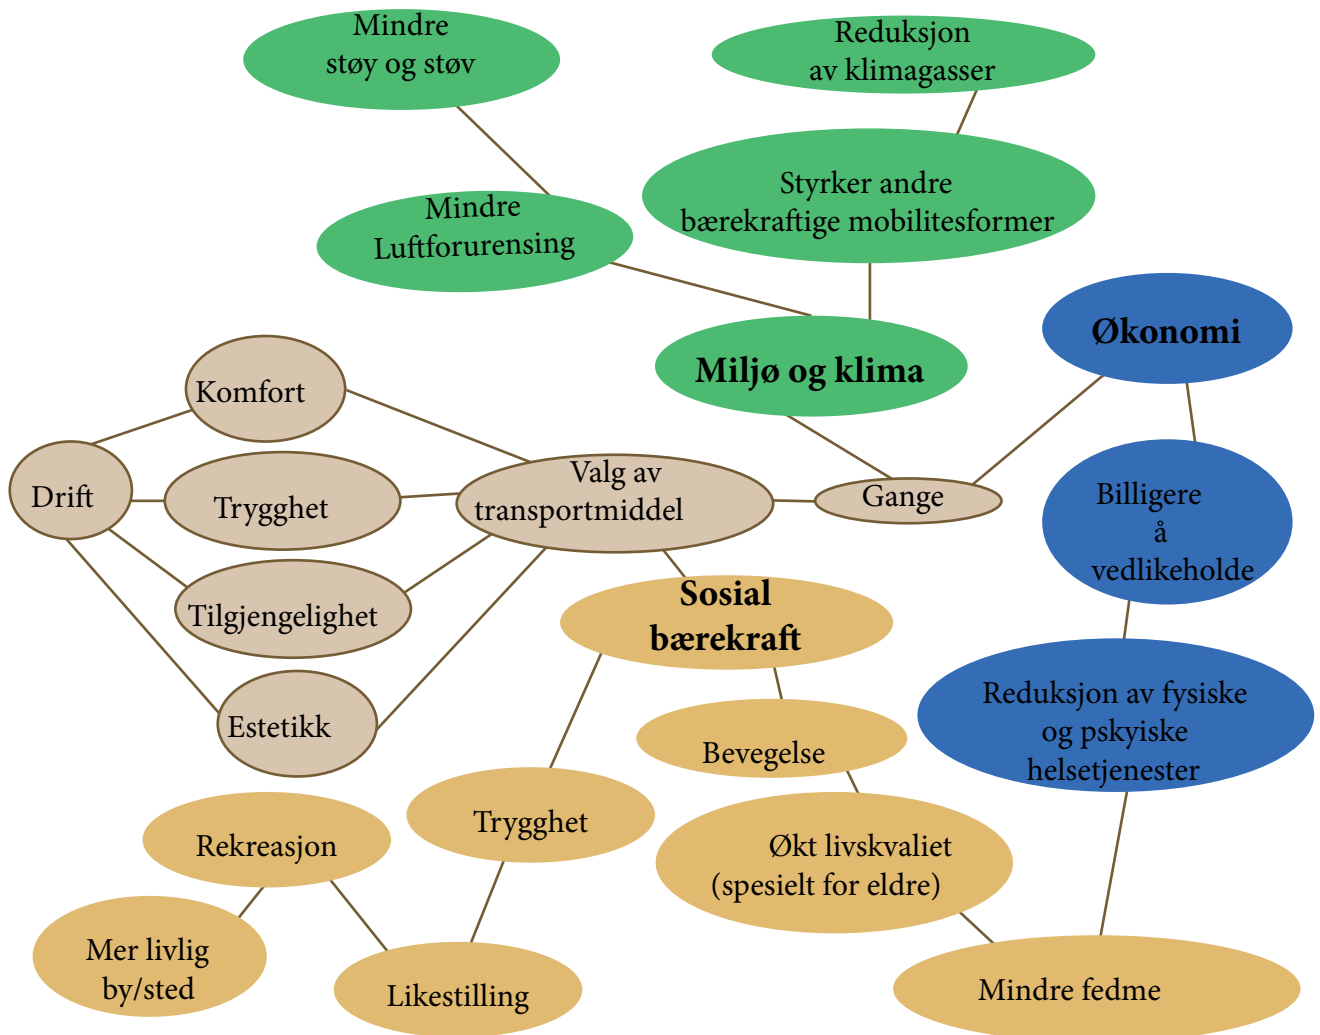 Mindre
støy og støv
Reduksjon
av klimagasser
Styrker andre
bærekraftige mobilitesformer
Mindre
Luftforurensing
Økonomi
Miljø og klima
Komfort
Drift
Trygghet
Valg av
transportmiddel
Gange
Billigere
å
vedlikeholde
Tilgjengelighet
Sosial
bærekraft
Estetikk
Reduksjon av fysiske
og pskyiske
helsetjenester
Bevegelse
Trygghet
Rekreasjon
Økt livskvaliet
(spesielt for eldre)
Mer livlig
by/sted
Likestilling
Mindre fedme